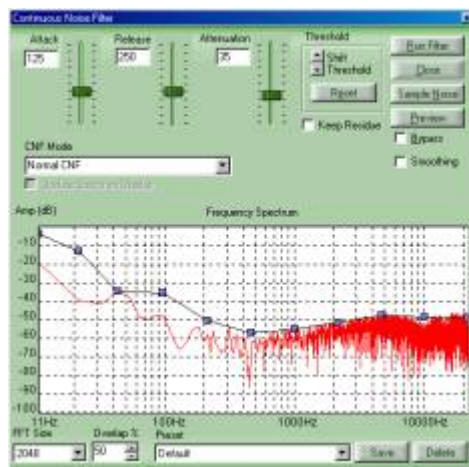 Continuous Noise Filter
Attack
Release
Attenuation
Threshold
125
250
35
Shift
Threshold
Reset
Run Filter
Close
Sample Noise
Preview
Keep Residue
Bypass
Smoothing
CNF Mode
Normal CNF
Amp (dB)
Frequency Spectrum
-10
-20
-30
-40
-50
-60
-70
-80
-90
-100
11Hz
100Hz
1000Hz
10000Hz
FFT Size
Overlap %
Preset
2048
50
Default
Save
Delete